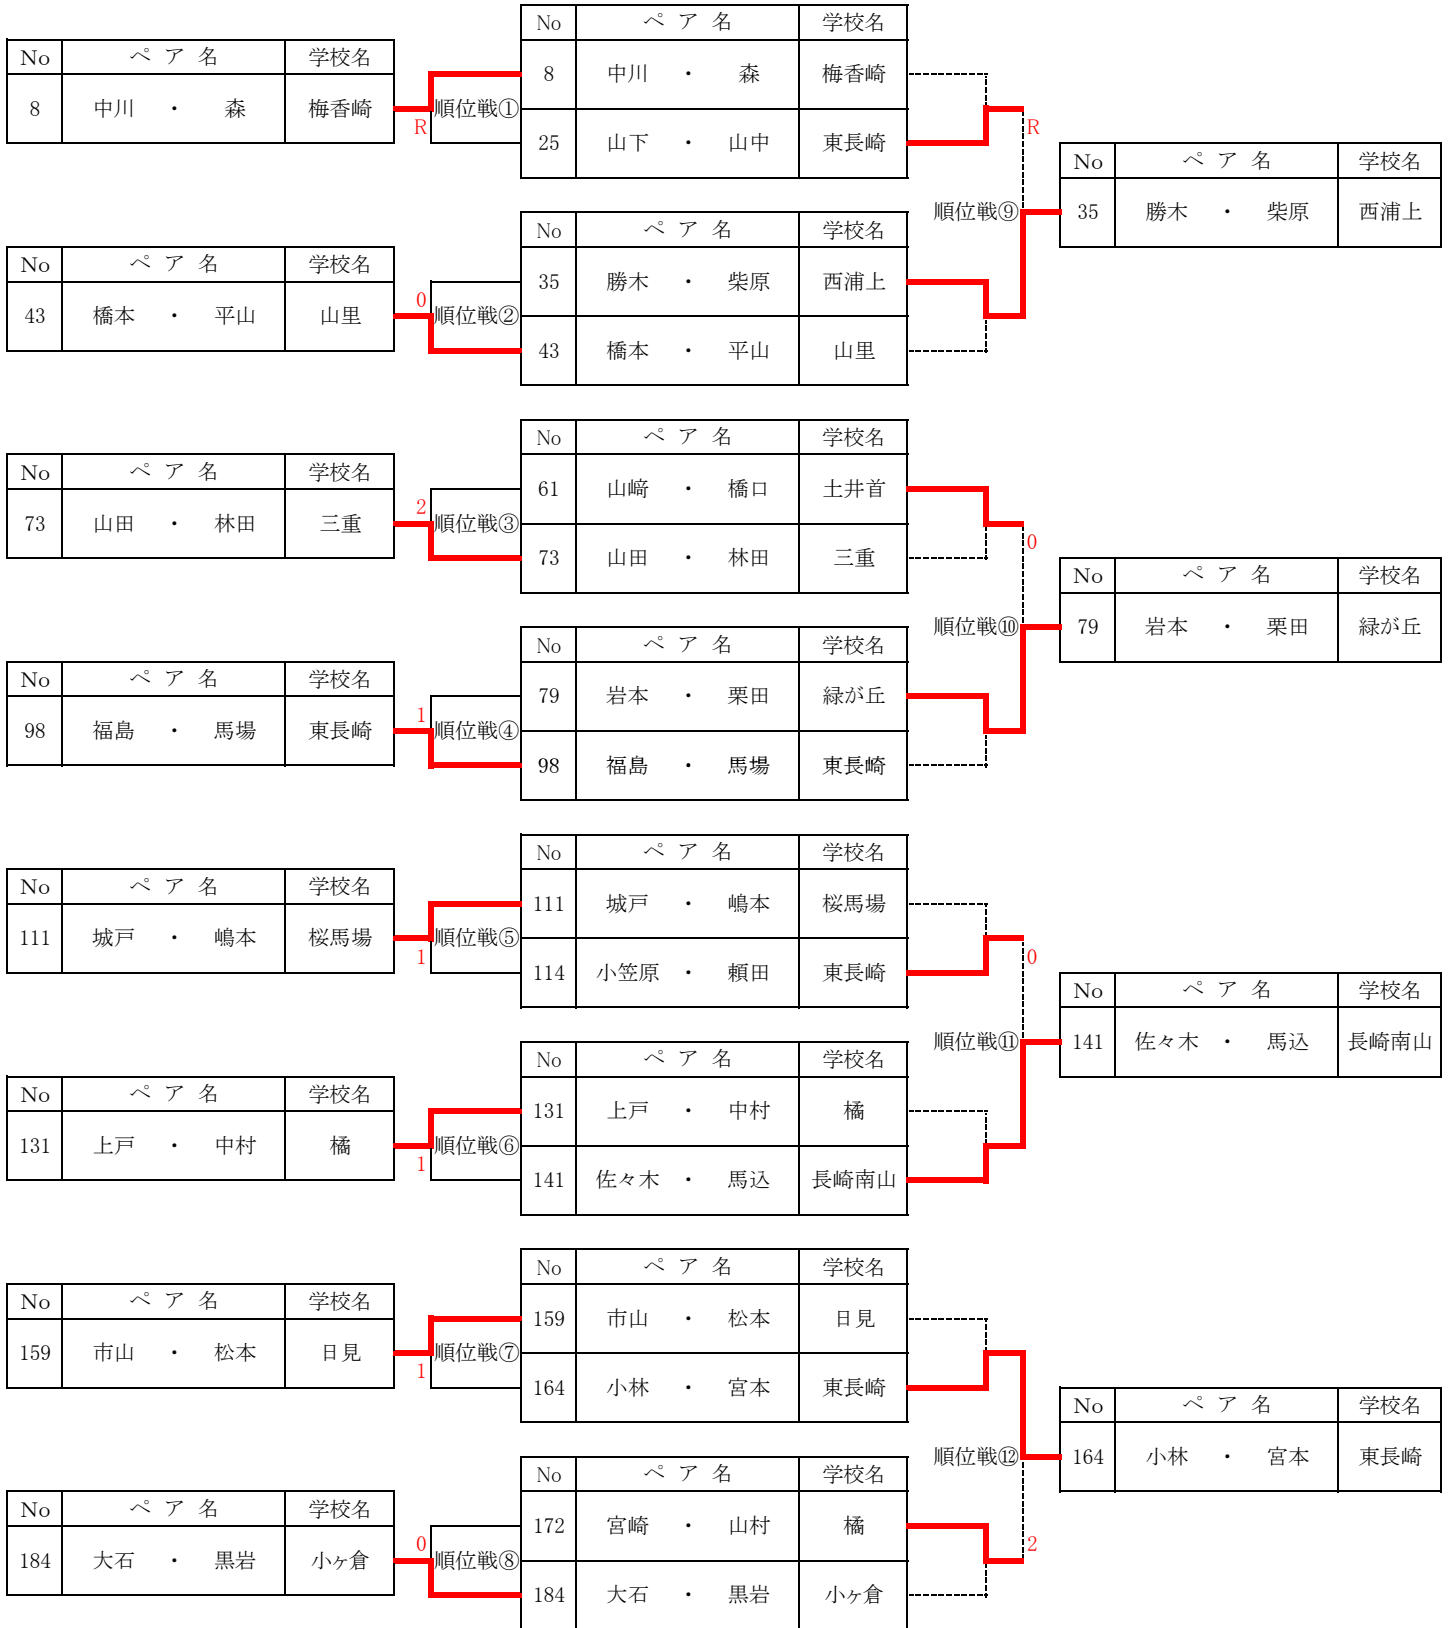 No ペ ア 名 学校名
8 中川 ・ 森 梅香崎
R 順位戦①
No ペ ア 名 学校名
8 中川 ・ 森 梅香崎
25 山下 ・ 山中 東長崎
R
順位戦⑨
No ペ ア 名 学校名
35 勝木 ・ 柴原 西浦上
No ペ ア 名 学校名
43 橋本 ・ 平山 山里
0 順位戦②
No ペ ア 名 学校名
35 勝木 ・ 柴原 西浦上
43 橋本 ・ 平山 山里
No ペ ア 名 学校名
73 山田 ・ 林田 三重
2 順位戦③
No ペ ア 名 学校名
61 山﨑 ・ 橋口 土井首
73 山田 ・ 林田 三重
0
順位戦⑩
No ペ ア 名 学校名
79 岩本 ・ 栗田 緑が丘
No ペ ア 名 学校名
98 福島 ・ 馬場 東長崎
1 順位戦④
No ペ ア 名 学校名
79 岩本 ・ 栗田 緑が丘
98 福島 ・ 馬場 東長崎
No ペ ア 名 学校名
111 城戸 ・ 嶋本 桜馬場
1 順位戦⑤
No ペ ア 名 学校名
111 城戸 ・ 嶋本 桜馬場
114 小笠原 ・ 頼田 東長崎
0
順位戦⑪
No ペ ア 名 学校名
141 佐々木 ・ 馬込 長崎南山
No ペ ア 名 学校名
131 上戸 ・ 中村 橘
1 順位戦⑥
No ペ ア 名 学校名
131 上戸 ・ 中村 橘
141 佐々木 ・ 馬込 長崎南山
No ペ ア 名 学校名
159 市山 ・ 松本 日見
1 順位戦⑦
No ペ ア 名 学校名
159 市山 ・ 松本 日見
164 小林 ・ 宮本 東長崎
順位戦⑫
2
No ペ ア 名 学校名
164 小林 ・ 宮本 東長崎
No ペ ア 名 学校名
184 大石 ・ 黒岩 小ヶ倉
0 順位戦⑧
No ペ ア 名 学校名
172 宮崎 ・ 山村 橘
184 大石 ・ 黒岩 小ヶ倉